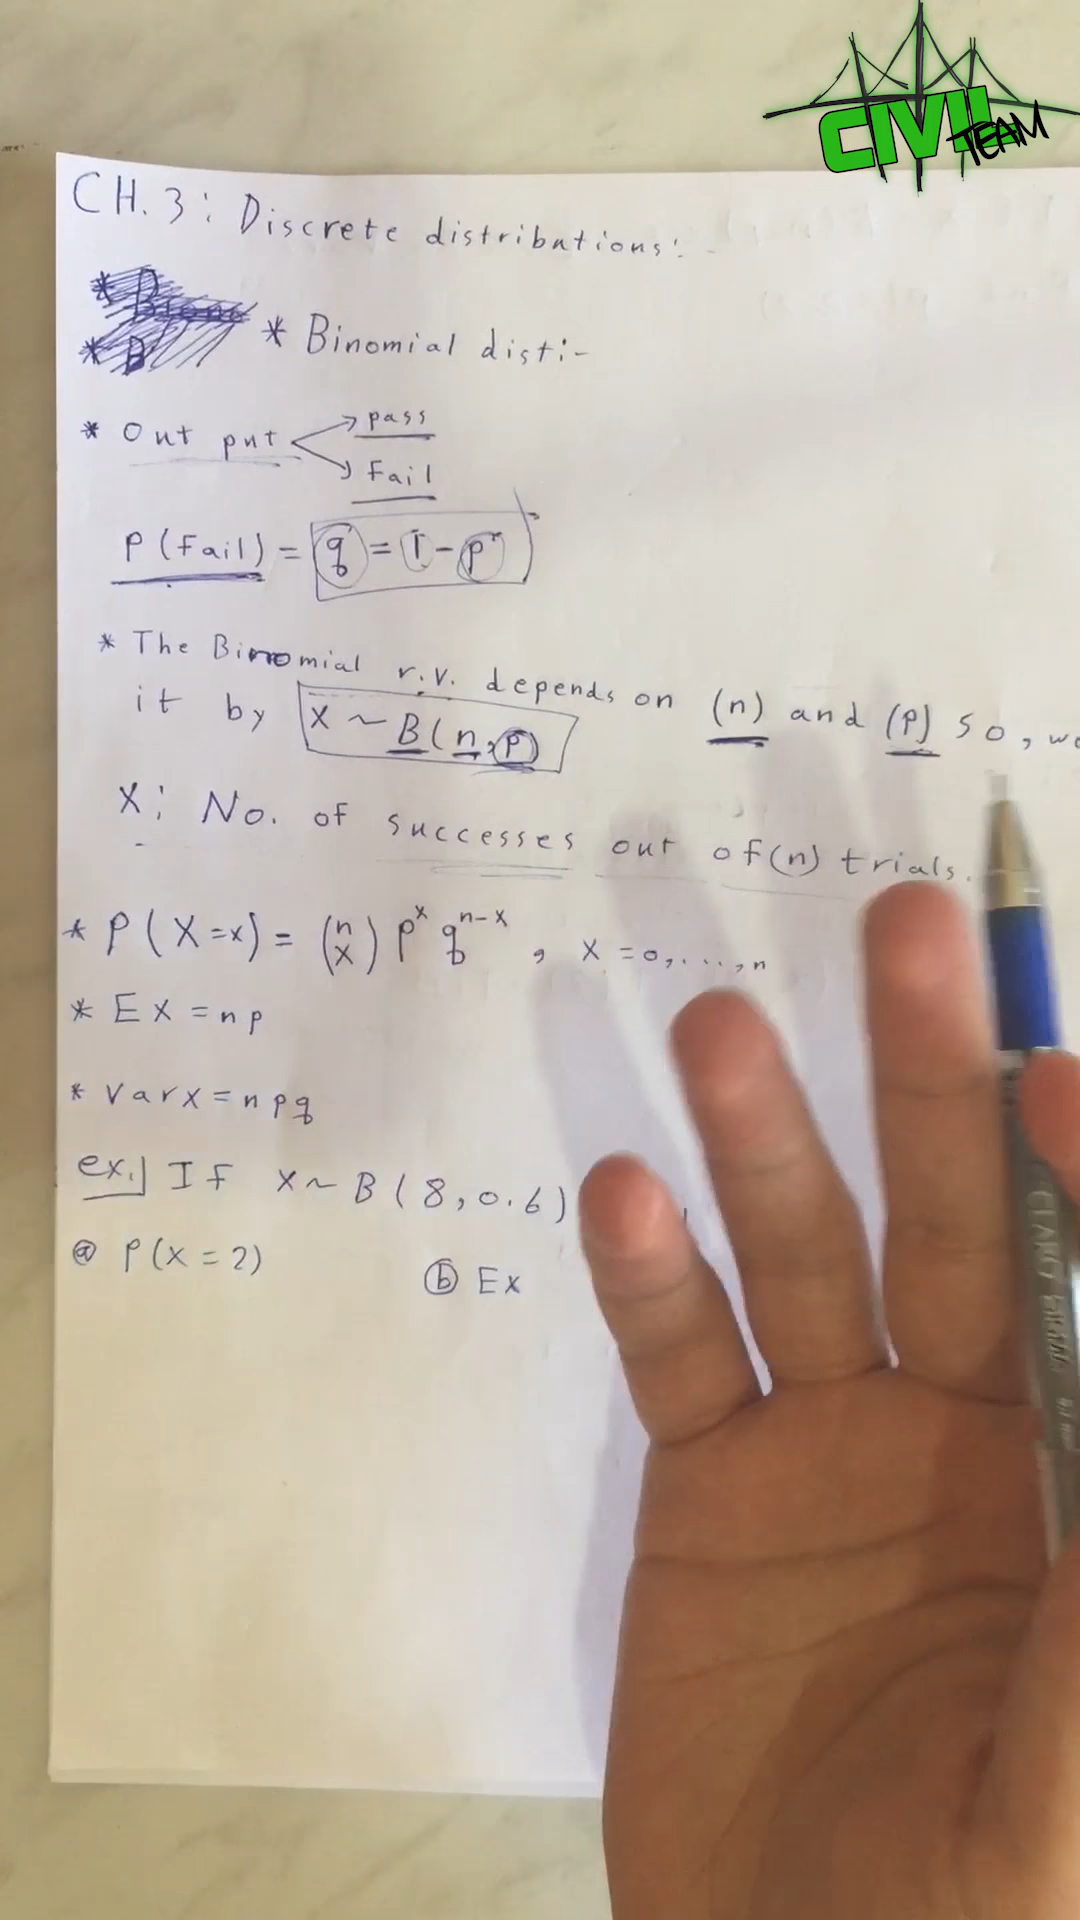 CIVIL
TEAM
CH. 3: Discrete distributions:-
* Binomial dist:-
* Out put
pass
Fail
P (Fail) = q = 1 - p
* The Binomial r.v. depends on (n) and (p) so, we
it by X ~ B(n,p)
X: No. of successes out of (n) trials.
* P(X=x) = (n x) p^x q^n-x , x = 0,...,n
* EX = np
* Varx = npq
ex.] If X ~ B(8,0.6)
ⓐ P(X=2)
ⓑ Ex